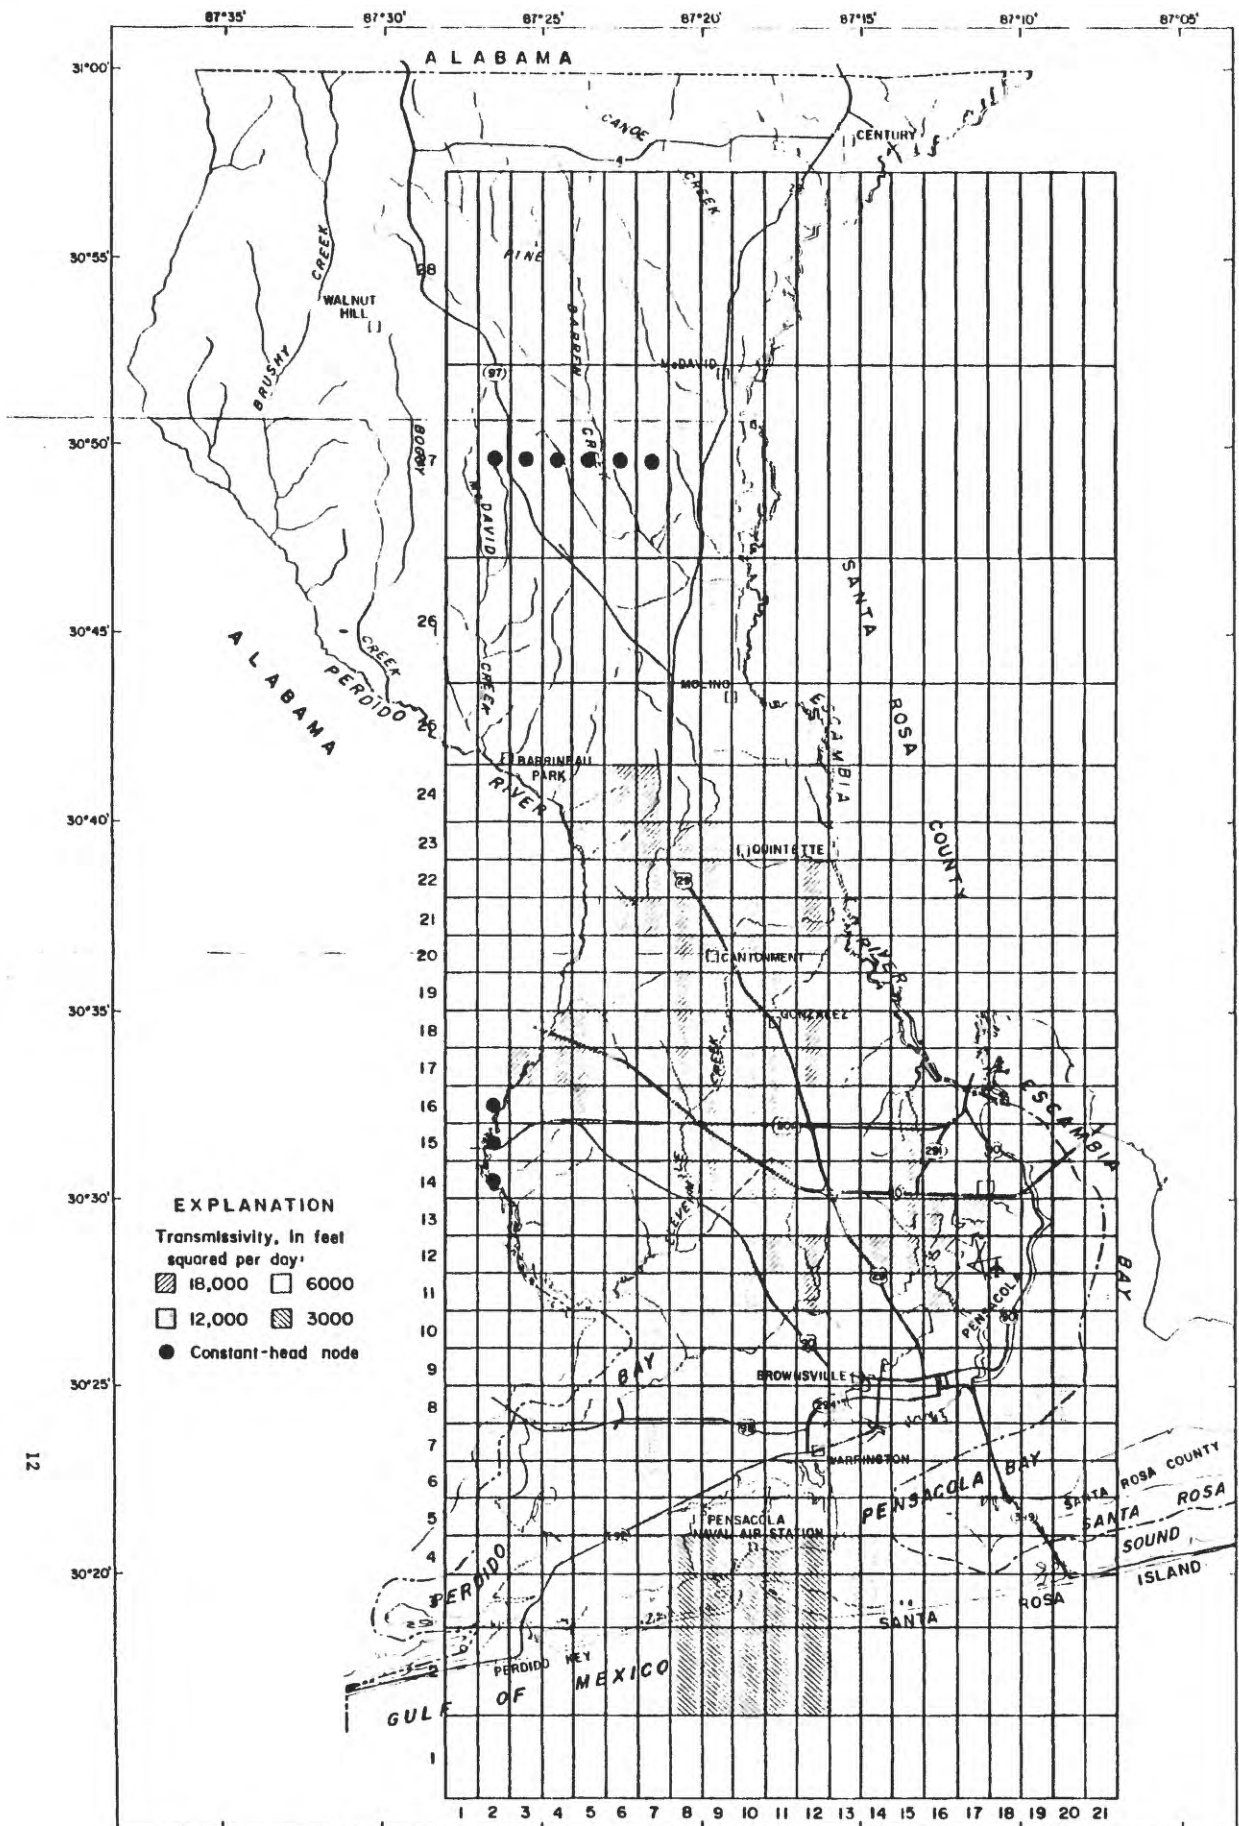 87°35' 87°30' 87°25' 87°20' 87°15' 87°10' 87°05'
31°00'
ALABAMA
CANOE
CREEK
CENTURY
4
30°55'
PINE
BARREN
CREEK
28
WALNUT
HILL
BRUSHY
CREEK
McDAVID
97
30°50'
BOGGY
CREEK
McDAVID
CREEK
SANTA
ROSA
COUNTY
26
30°45'
ALABAMA
PERDIDO
RIVER
MOLINO
ESCAMBIA
RIVER
25
BARRINEAU
PARK
24
30°40'
23
QUINTETTE
22
29
21
20
CANTONMENT
19
30°35'
GONZALEZ
18
17
CREEK
16
ESCAMBIA
BAY
15
291
14
30°30'
ELEVENMILE
13
EXPLANATION
Transmissivity, in feet
squared per day:
18,000 6000
12,000 3000
Constant-head node
12
11
PENSACOLA
10
90
9
BROWNSVILLE
30°25'
BAY
8
98
7
WARRINGTON
6
PENSACOLA BAY
SANTA ROSA COUNTY
5
PENSACOLA
NAVAL AIR STATION
SANTA ROSA
SOUND
4
30°20'
PERDIDO
ISLAND
3
SANTA ROSA
2
PERDIDO KEY
GULF OF MEXICO
1
1 2 3 4 5 6 7 8 9 10 11 12 13 14 15 16 17 18 19 20 21
12